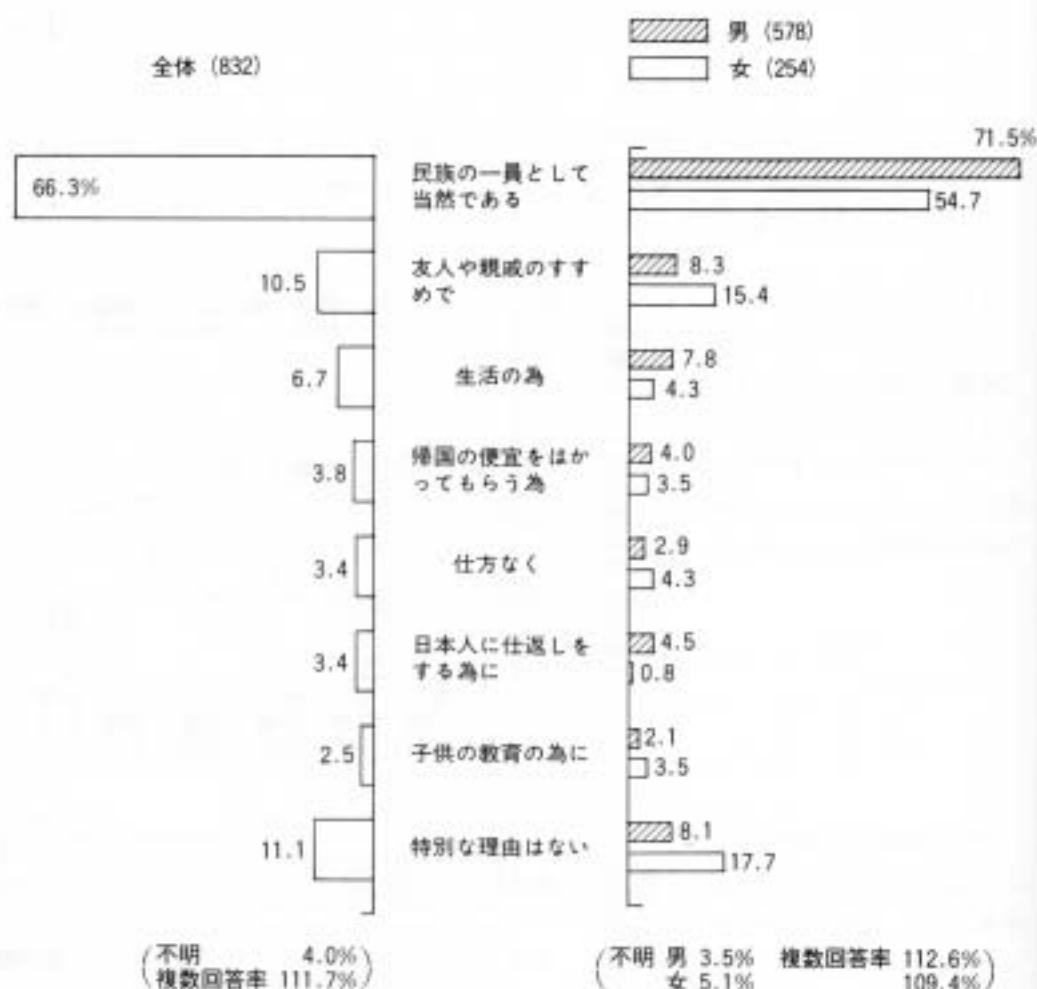 全体 (832)
男 (578)
女 (254)
66.3%
民族の一員として
当然である
71.5%
54.7
10.5
友人や親戚のすす
めで
8.3
15.4
6.7
生活の為
7.8
4.3
3.8
帰国の便宜をはか
ってもらう為
4.0
3.5
3.4
仕方なく
2.9
4.3
3.4
日本人に仕返しを
する為に
4.5
0.8
2.5
子供の教育の為に
2.1
3.5
11.1
特別な理由はない
8.1
17.7
(不明 4.0%
複数回答率 111.7%)
(不明 男 3.5% 複数回答率 112.6%
女 5.1% 109.4%)